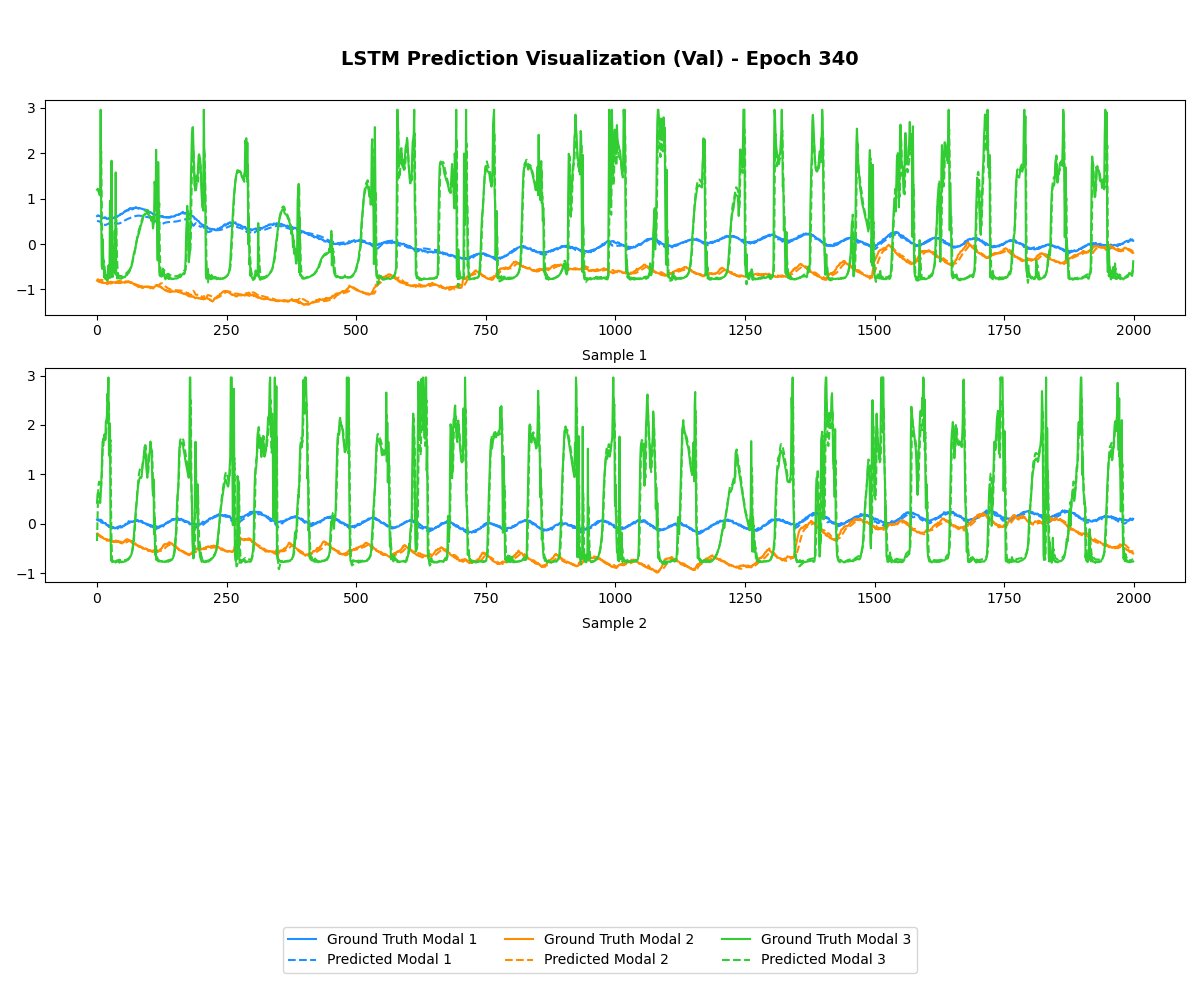 LSTM Prediction Visualization (Val) - Epoch 340
3
2
1
0
−1
0 250 500 750 1000 1250 1500 1750 2000
Sample 1
3
2
1
0
−1
0 250 500 750 1000 1250 1500 1750 2000
Sample 2
Ground Truth Modal 1 Ground Truth Modal 2 Ground Truth Modal 3
Predicted Modal 1 Predicted Modal 2 Predicted Modal 3